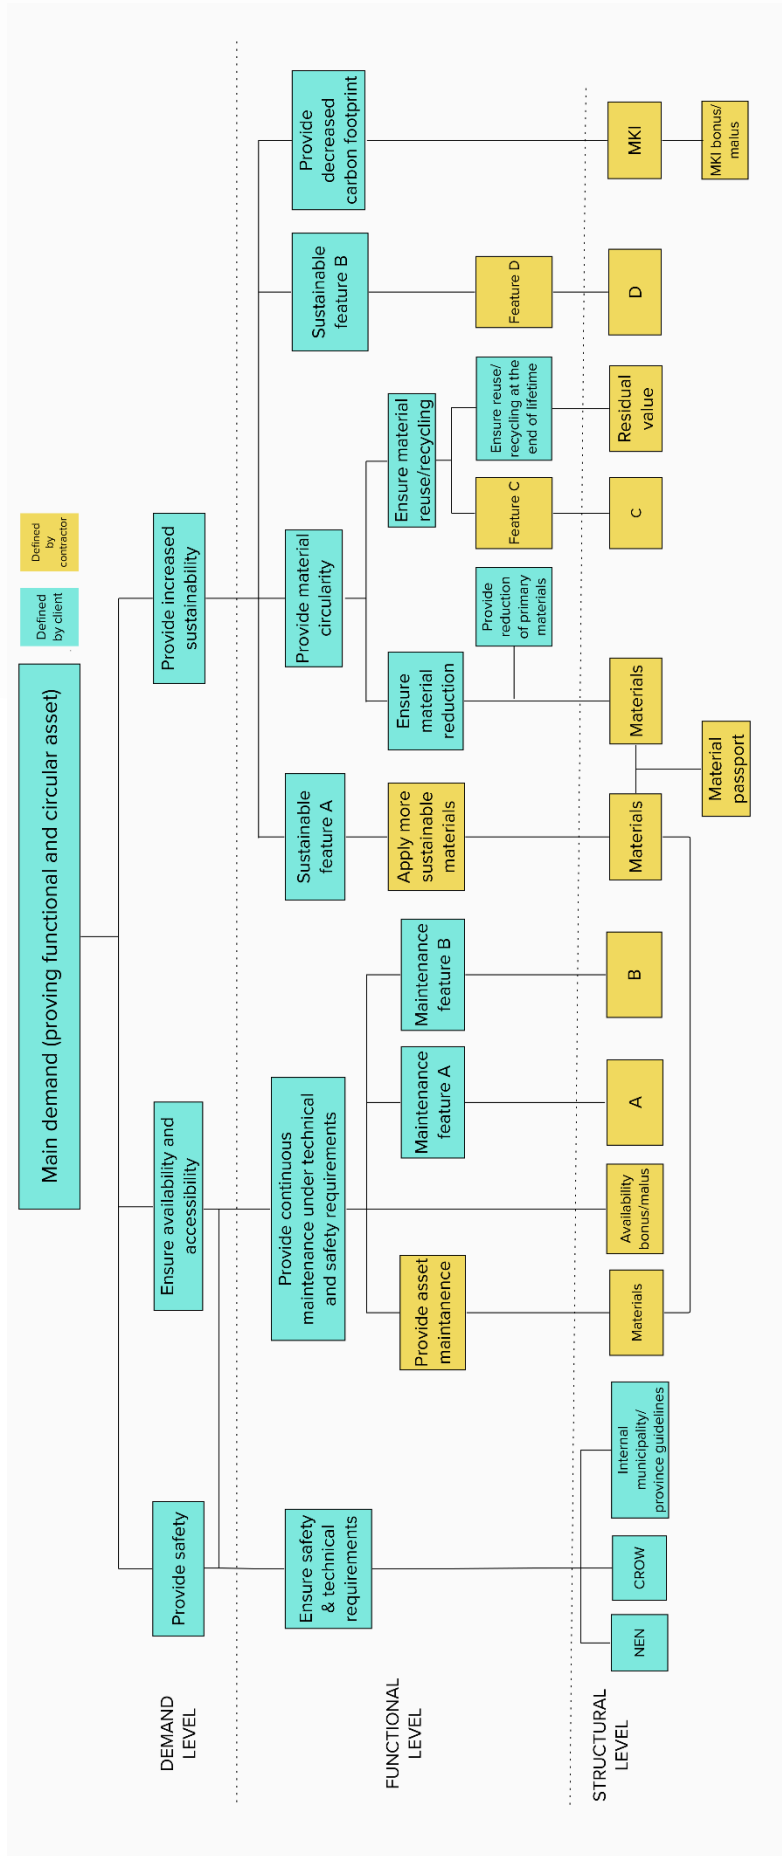 Main demand (proving functional and circular asset)
Defined
by client
Defined
by
contractor
DEMAND
LEVEL
Provide safety
Ensure availability and
accessibility
Provide increased
sustainability
FUNCTIONAL
LEVEL
Ensure safety
& technical
requirements
Provide continuous
maintenance under technical
and safety requirements
Sustainable
feature A
Provide material
circularity
Sustainable
feature B
Provide
decreased
carbon footprint
Provide asset
maintanence
Maintenance
feature A
Maintenance
feature B
Apply more
sustainable
materials
Ensure
material
reduction
Ensure material
reuse/recycling
Provide
reduction
of primary
materials
Feature C
Ensure reuse/
recycling at the
end of lifetime
Feature D
STRUCTURAL
LEVEL
NEN
CROW
Internal
municipality/
province guidelines
Materials
Availability
bonus/malus
A
B
Materials
Materials
C
Residual
value
D
MKI
Material
passport
MKI bonus/
malus